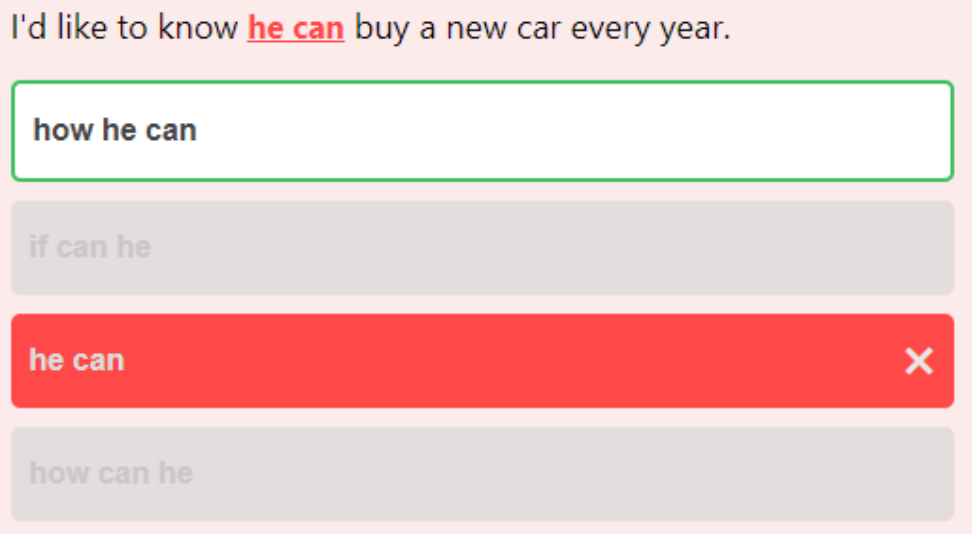 I'd like to know he can buy a new car every year.
how he can
if can he
he can
how can he